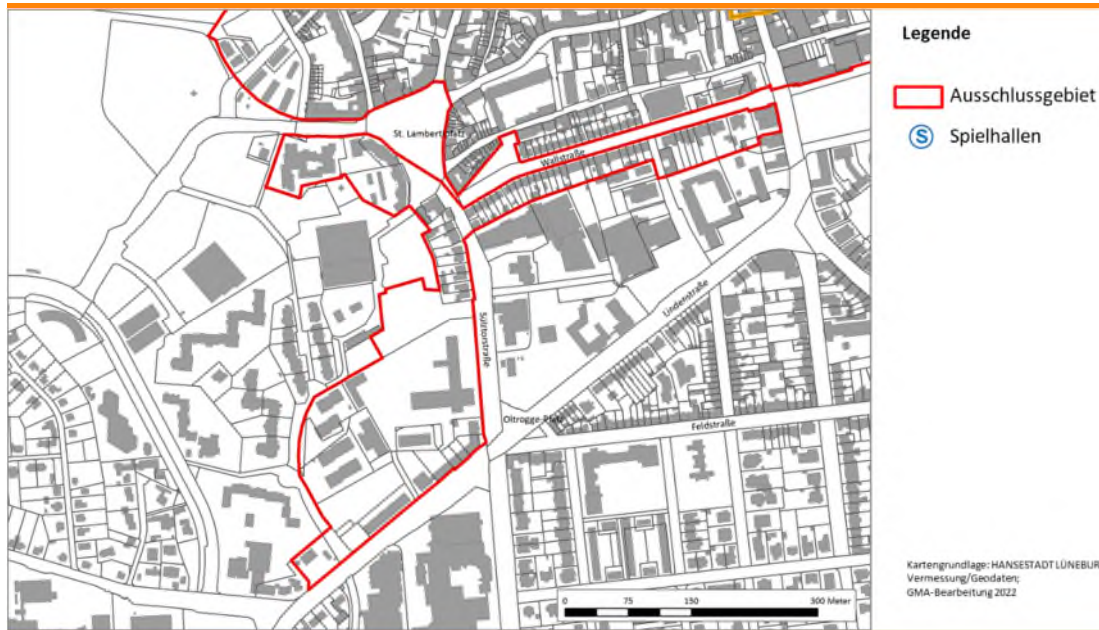 Legende
Ausschlussgebiet
S Spielhallen
St. Lambertiplatz
Wallstraße
Sülztorstraße
Lindenstraße
Oltrogge-Platz
Feldstraße
Kartengrundlage: HANSESTADT LÜNEBUR
Vermessung/Geodaten;
GMA-Bearbeitung 2022
0 75 150 300 Meter